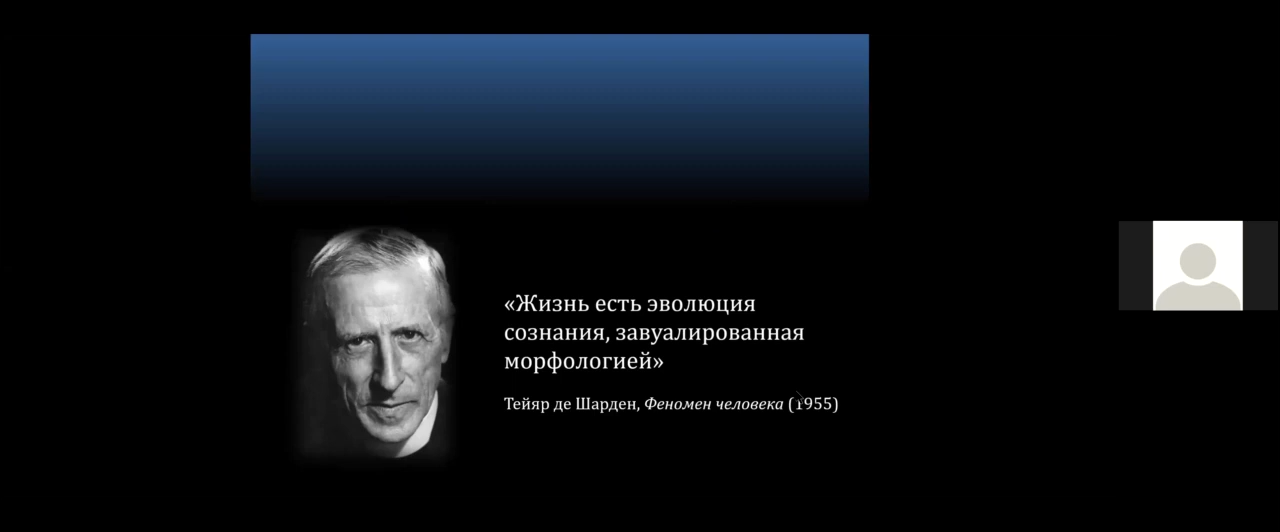 «Жизнь есть эволюция
сознания, завуалированная
морфологией»
Тейяр де Шарден, Феномен человека (1955)